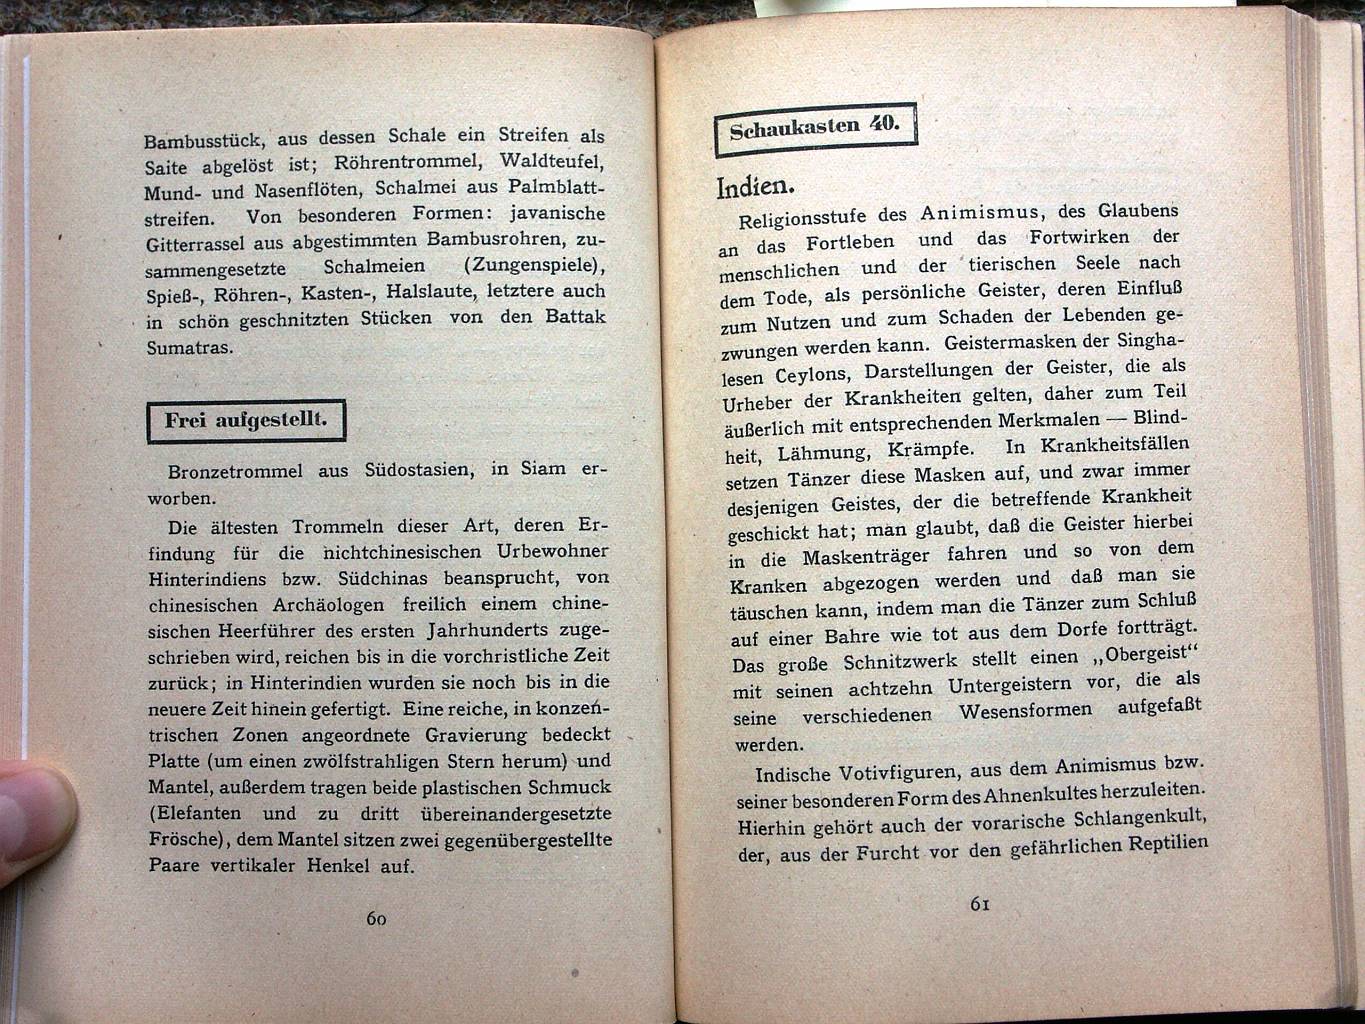 Bambusstück, aus dessen Schale ein Streifen als
Saite abgelöst ist; Röhrentrommel, Waldteufel,
Mund- und Nasenflöten, Schalmei aus Palmblatt-
streifen. Von besonderen Formen: javanische
Gitterrassel aus abgestimmten Bambusrohren, zu-
sammengesetzte Schalmeien (Zungenspiele),
Spieß-, Röhren-, Kasten-, Halslaute, letztere auch
in schön geschnitzten Stücken von den Battak
Sumatras.
Frei aufgestellt.
Bronzetrommel aus Südostasien, in Siam er-
worben.
Die ältesten Trommeln dieser Art, deren Er-
findung für die nichtchinesischen Urbewohner
Hinterindiens bzw. Südchinas beansprucht, von
chinesischen Archäologen freilich einem chine-
sischen Heerführer des ersten Jahrhunderts zuge-
schrieben wird, reichen bis in die vorchristliche Zeit
zurück; in Hinterindien wurden sie noch bis in die
neuere Zeit hinein gefertigt. Eine reiche, in konzen-
trischen Zonen angeordnete Gravierung bedeckt
Platte (um einen zwölfstrahligen Stern herum) und
Mantel, außerdem tragen beide plastischen Schmuck
(Elefanten und zu dritt übereinandergesetzte
Frösche), dem Mantel sitzen zwei gegenübergestellte
Paare vertikaler Henkel auf.
60
Schaukasten 40.
Indien.
Religionsstufe des Animismus, des Glaubens
an das Fortleben und das Fortwirken der
menschlichen und der tierischen Seele nach
dem Tode, als persönliche Geister, deren Einfluß
zum Nutzen und zum Schaden der Lebenden ge-
zwungen werden kann. Geistermasken der Singha-
lesen Ceylons, Darstellungen der Geister, die als
Urheber der Krankheiten gelten, daher zum Teil
äußerlich mit entsprechenden Merkmalen — Blind-
heit, Lähmung, Krämpfe. In Krankheitsfällen
setzen Tänzer diese Masken auf, und zwar immer
desjenigen Geistes, der die betreffende Krankheit
geschickt hat; man glaubt, daß die Geister hierbei
in die Maskenträger fahren und so von dem
Kranken abgezogen werden und daß man sie
täuschen kann, indem man die Tänzer zum Schluß
auf einer Bahre wie tot aus dem Dorfe fortträgt.
Das große Schnitzwerk stellt einen „Obergeist“
mit seinen achtzehn Untergeistern vor, die als
seine verschiedenen Wesensformen aufgefaßt
werden.
Indische Votivfiguren, aus dem Animismus bzw.
seiner besonderen Form des Ahnenkultes herzuleiten.
Hierhin gehört auch der vorarische Schlangenkult,
der, aus der Furcht vor den gefährlichen Reptilien
61